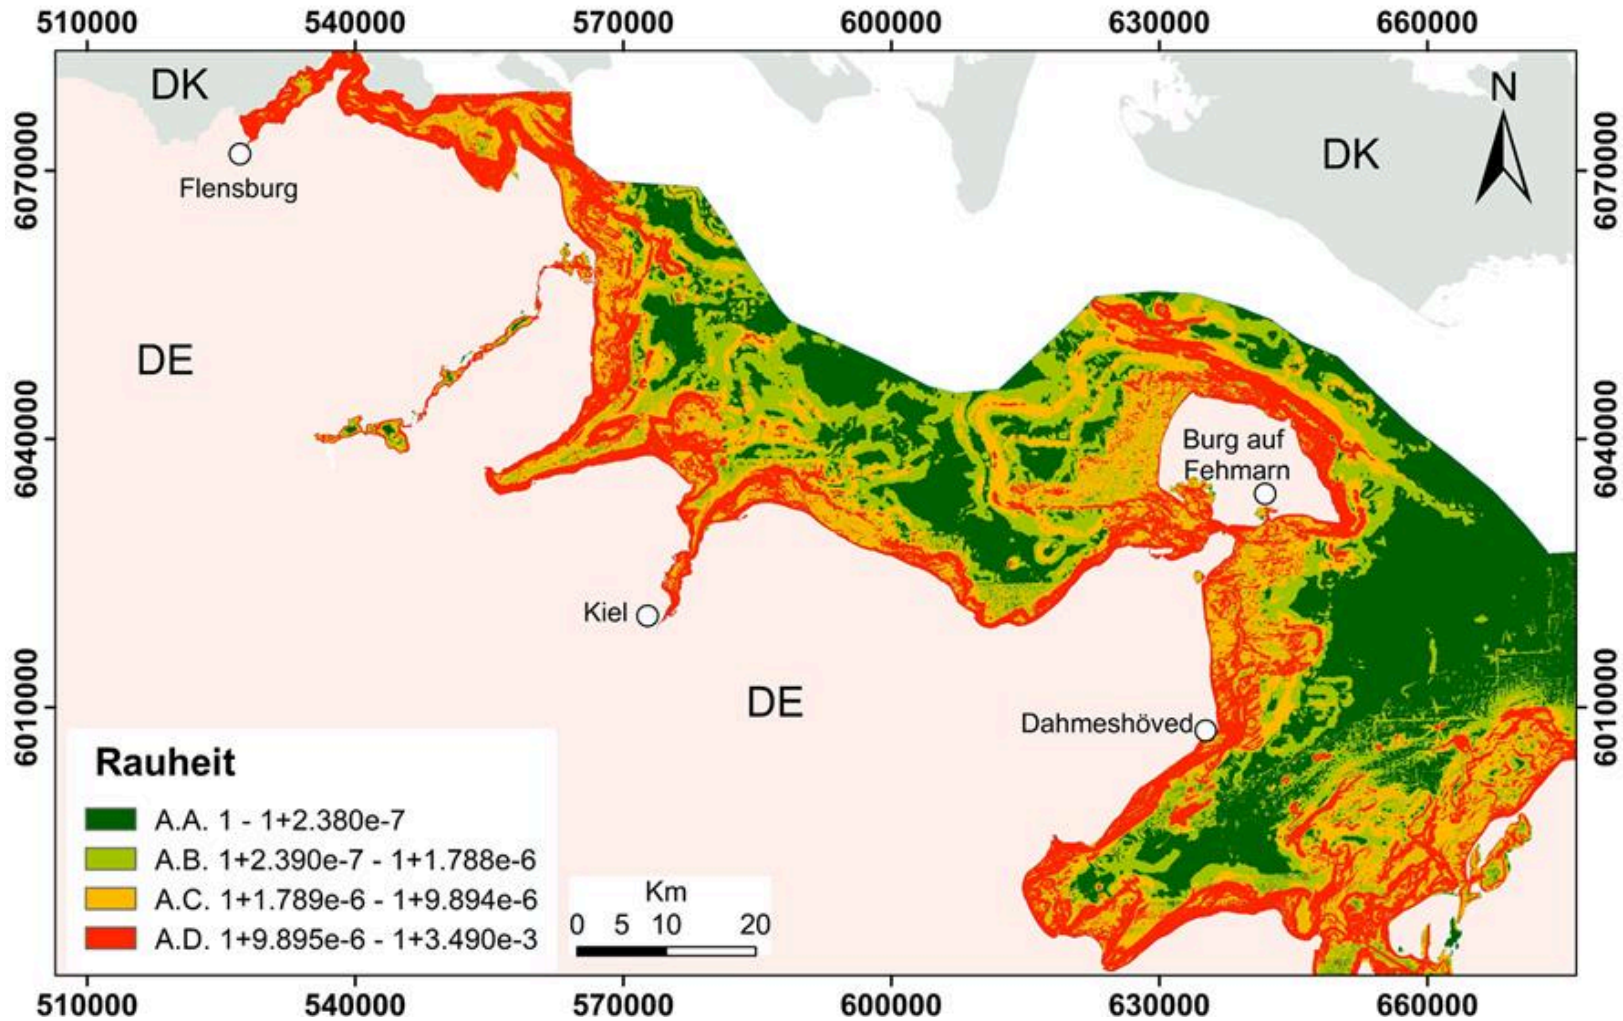 510000 540000 570000 600000 630000 660000
DK
N
DK
6070000
6070000
Flensburg
DE
6040000
6040000
Burg auf
Fehmarn
Kiel
DE
6010000
6010000
Dahmeshöved
Rauheit
A.A. 1 - 1+2.380e-7
A.B. 1+2.390e-7 - 1+1.788e-6
A.C. 1+1.789e-6 - 1+9.894e-6
A.D. 1+9.895e-6 - 1+3.490e-3
Km
0 5 10 20
510000 540000 570000 600000 630000 660000